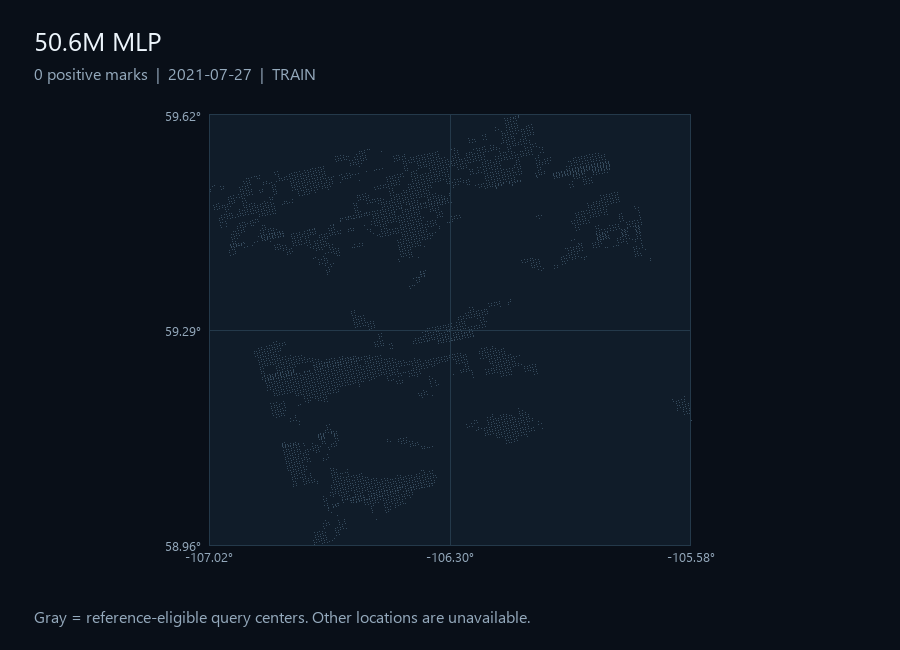 50.6M MLP
0 positive marks | 2021-07-27 | TRAIN
59.62°
59.29°
58.96°
-107.02° -106.30° -105.58°
Gray = reference-eligible query centers. Other locations are unavailable.